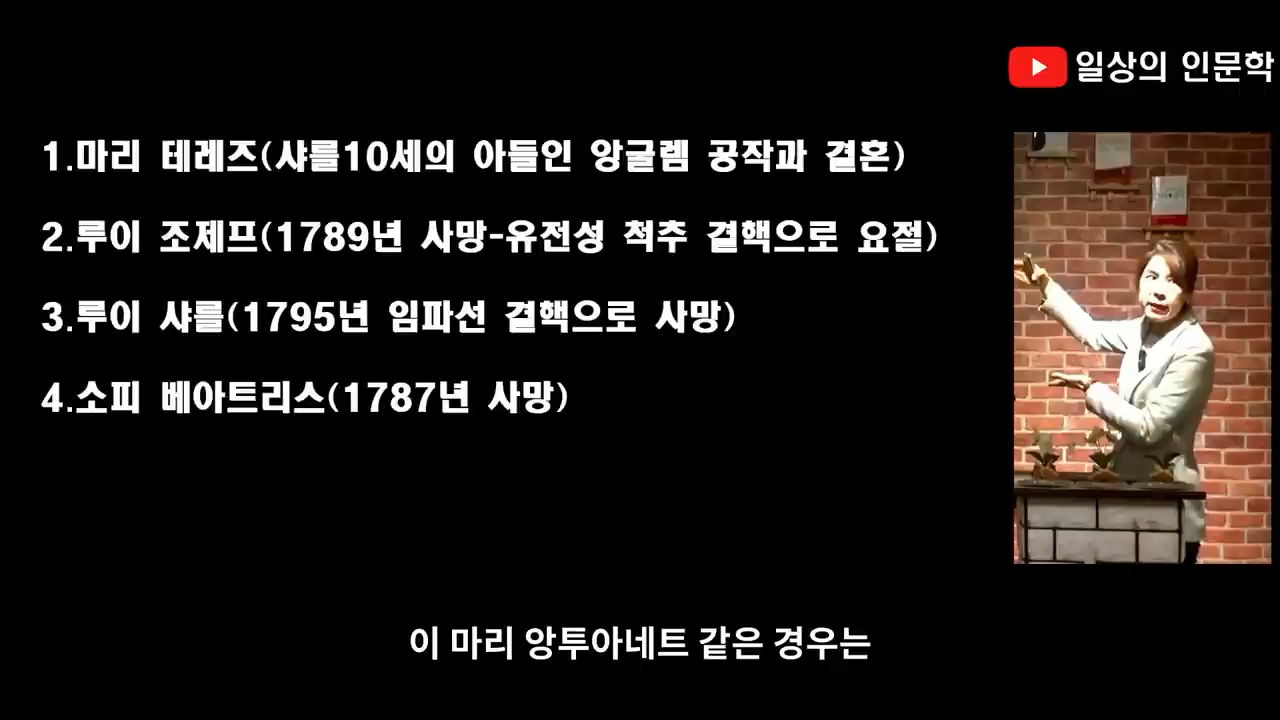 일상의 인문학
1.마리 테레즈(샤를10세의 아들인 앙굴렘 공작과 결혼)
2.루이 조제프(1789년 사망-유전성 척추 결핵으로 요절)
3.루이 샤를(1795년 임파선 결핵으로 사망)
4.소피 베아트리스(1787년 사망)
이 마리 앙투아네트 같은 경우는